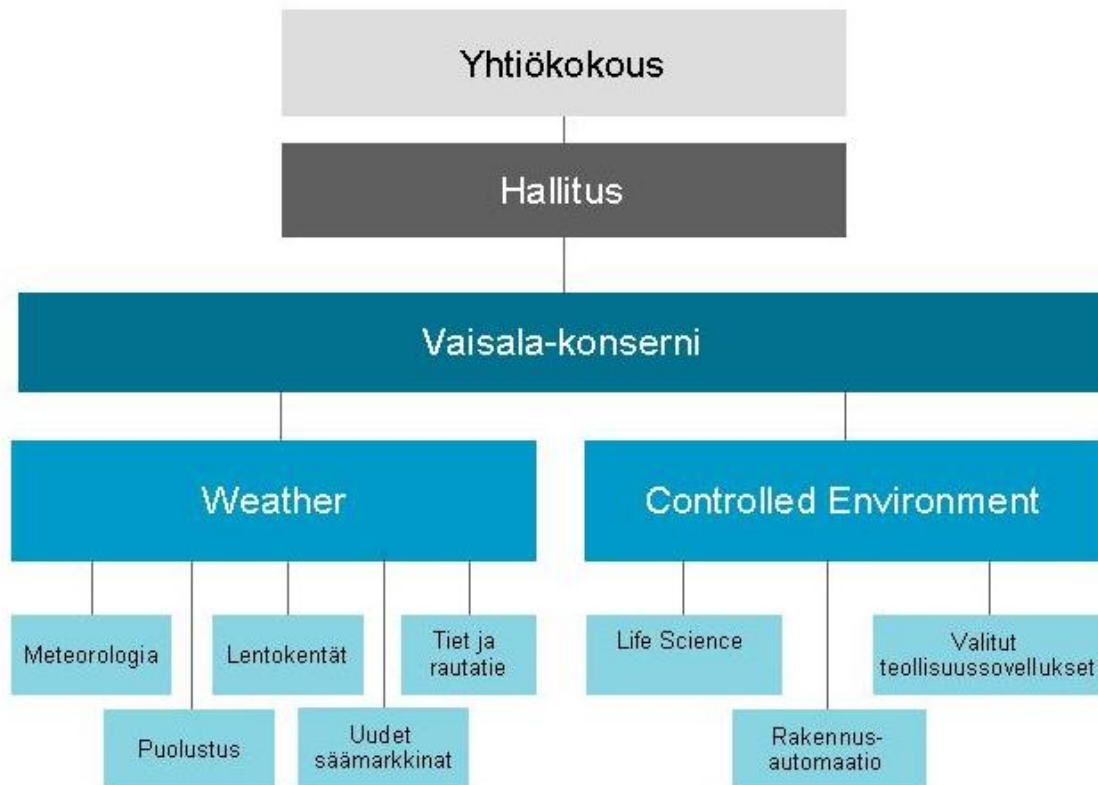 Yhtiökokous
Hallitus
Vaisala-konserni
Weather
Controlled Environment
Meteorologia
Puolustus
Lentokentät
Uudet
säämarkkinat
Tiet ja
rautatie
Life Science
Rakennus-
automaatio
Valitut
teollisuussovellukset